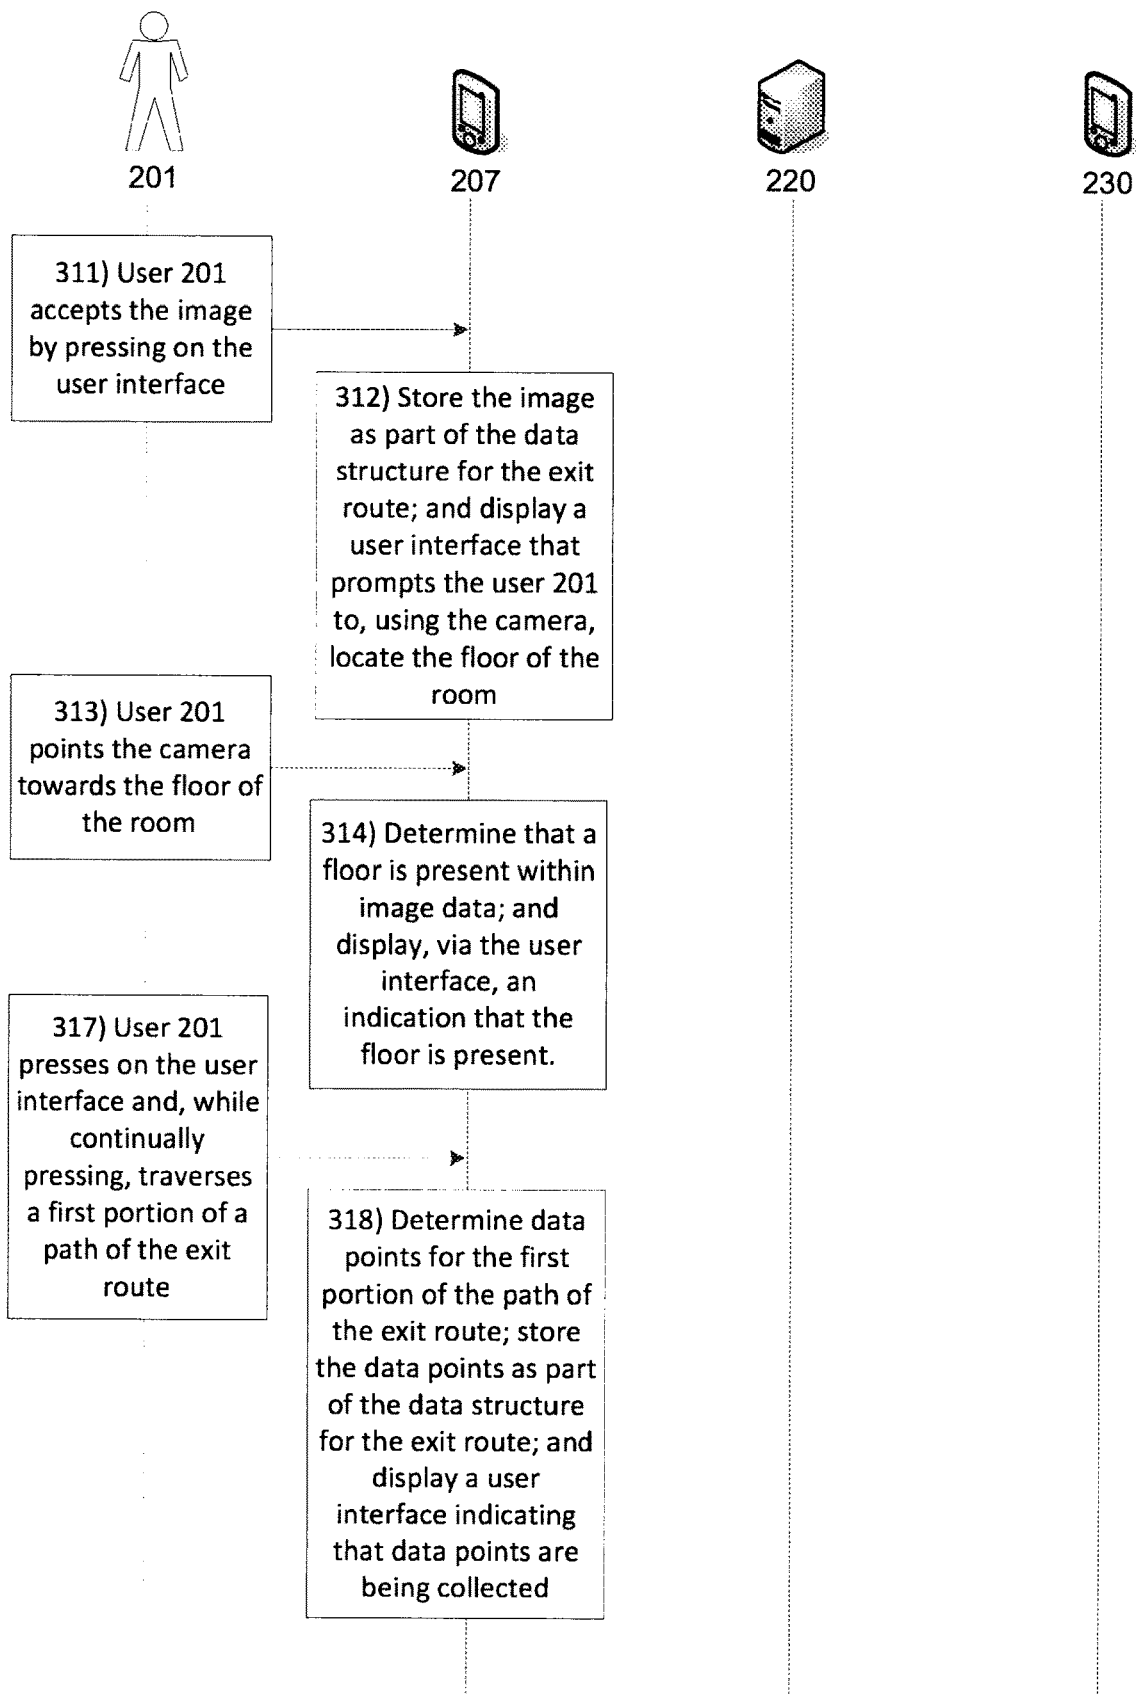 201
207
220
230
311) User 201
accepts the image
by pressing on the
user interface
312) Store the image
as part of the data
structure for the exit
route; and display a
user interface that
prompts the user 201
to, using the camera,
locate the floor of the
room
313) User 201
points the camera
towards the floor of
the room
314) Determine that a
floor is present within
image data; and
display, via the user
interface, an
indication that the
floor is present.
317) User 201
presses on the user
interface and, while
continually
pressing, traverses
a first portion of a
path of the exit
route
318) Determine data
points for the first
portion of the path of
the exit route; store
the data points as part
of the data structure
for the exit route; and
display a user
interface indicating
that data points are
being collected